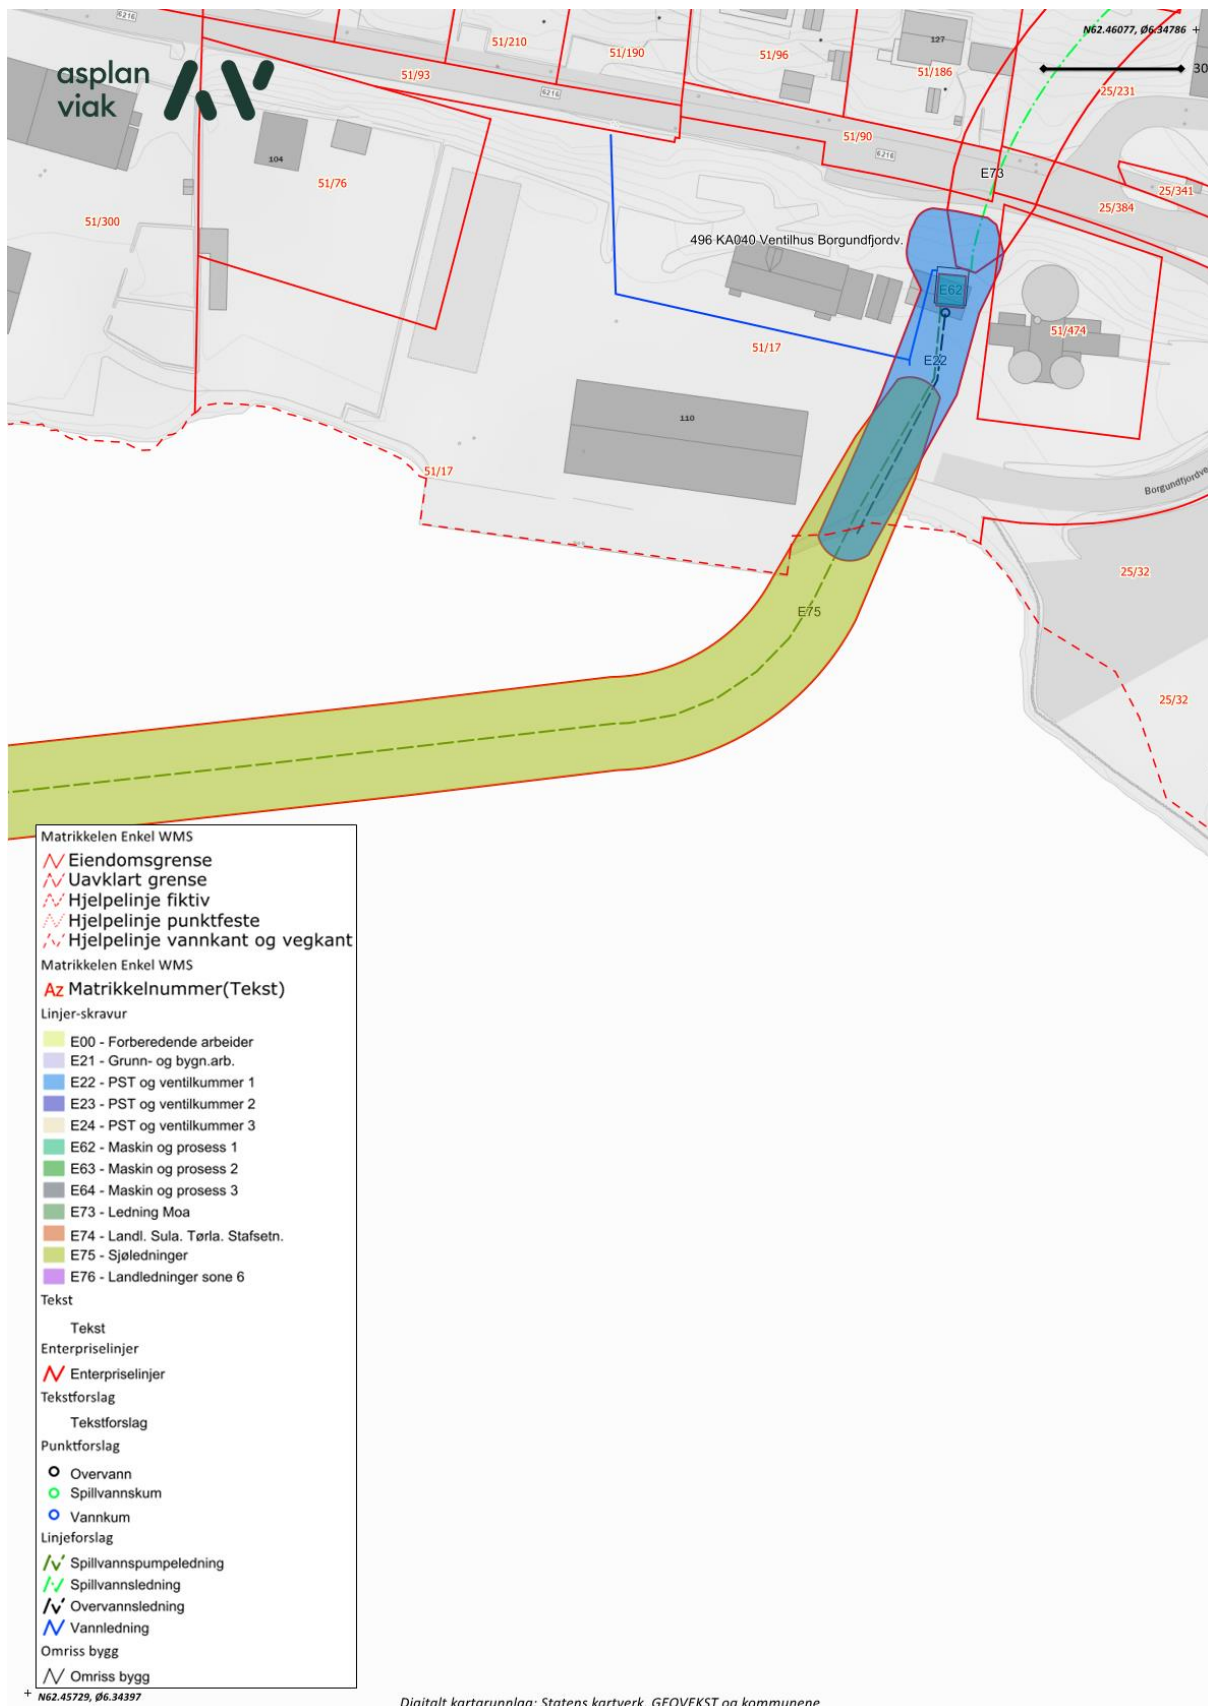 6216
51/210
51/190
51/96
127
N62.46077, Ø6.34786
asplan
viak
51/93
6216
51/186
30
25/231
51/90
6216
104
51/76
E73
25/341
25/384
51/300
496 KA040 Ventilhus Borgundfjordv.
E62
51/474
51/17
E22
110
51/17
Borgundfjordve
25/32
E75
25/32
Matrikkelen Enkel WMS
Eiendomsgrense
Uavklart grense
Hjelpelinje fiktiv
Hjelpelinje punktfeste
Hjelpelinje vannkant og vegkant
Matrikkelen Enkel WMS
Az Matrikkelnummer(Tekst)
Linjer-skravur
E00 - Forberedende arbeider
E21 - Grunn- og bygn.arb.
E22 - PST og ventilkummer 1
E23 - PST og ventilkummer 2
E24 - PST og ventilkummer 3
E62 - Maskin og prosess 1
E63 - Maskin og prosess 2
E64 - Maskin og prosess 3
E73 - Ledning Moa
E74 - Landl. Sula. Tørla. Stafsetn.
E75 - Sjøledninger
E76 - Landledninger sone 6
Tekst
Tekst
Enterpriselinjer
Enterpriselinjer
Tekstforslag
Tekstforslag
Punktforslag
Overvann
Spillvannskum
Vannkum
Linjeforslag
Spillvannspumpeledning
Spillvannsledning
Overvannsledning
Vannledning
Omriss bygg
Omriss bygg
N62.45729, Ø6.34397
Digitalt kartgrunnlag: Statens kartverk, GEOVEKST og kommunene